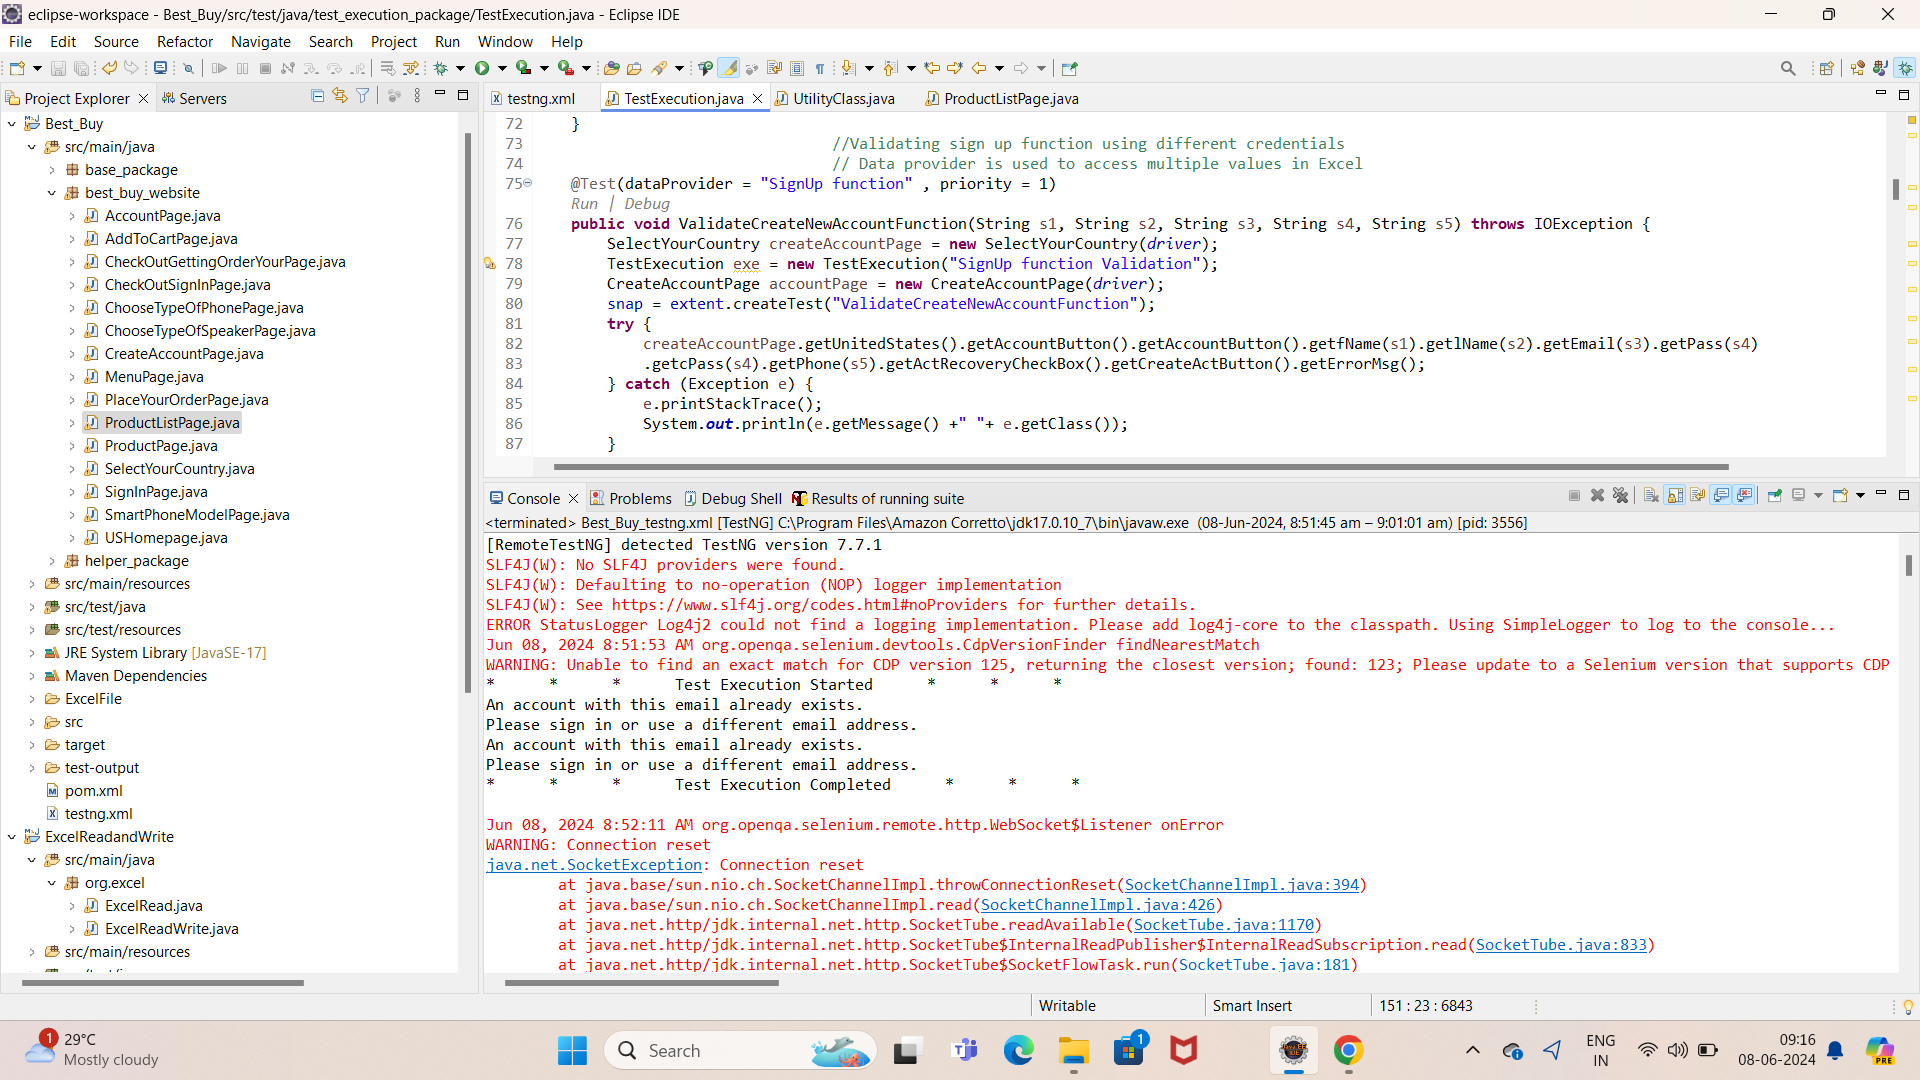 eclipse-workspace - Best_Buy/src/test/java/test_execution_package/TestExecution.java - Eclipse IDE
File Edit Source Refactor Navigate Search Project Run Window Help
Project Explorer Servers
Best_Buy
src/main/java
base_package
best_buy_website
AccountPage.java
AddToCartPage.java
CheckOutGettingOrderYourPage.java
CheckOutSignInPage.java
ChooseTypeOfPhonePage.java
ChooseTypeOfSpeakerPage.java
CreateAccountPage.java
MenuPage.java
PlaceYourOrderPage.java
ProductListPage.java
ProductPage.java
SelectYourCountry.java
SignInPage.java
SmartPhoneModelPage.java
USHomepage.java
helper_package
src/main/resources
src/test/java
src/test/resources
JRE System Library [JavaSE-17]
Maven Dependencies
ExcelFile
src
target
test-output
pom.xml
testng.xml
ExcelReadandWrite
src/main/java
org.excel
ExcelRead.java
ExcelReadWrite.java
src/main/resources
testng.xml TestExecution.java UtilityClass.java ProductListPage.java
72 }
73 //Validating sign up function using different credentials
74 // Data provider is used to access multiple values in Excel
75 @Test(dataProvider = "SignUp function" , priority = 1)
Run | Debug
76 public void ValidateCreateNewAccountFunction(String s1, String s2, String s3, String s4, String s5) throws IOException {
77 SelectYourCountry createAccountPage = new SelectYourCountry(driver);
78 TestExecution exe = new TestExecution("SignUp function Validation");
79 CreateAccountPage accountPage = new CreateAccountPage(driver);
80 snap = extent.createTest("ValidateCreateNewAccountFunction");
81 try {
82 createAccountPage.getUnitedStates().getAccountButton().getAccountButton().getfName(s1).getlName(s2).getEmail(s3).getPass(s4)
83 .getcPass(s4).getPhone(s5).getActRecoveryCheckBox().getCreateActButton().getErrorMsg();
84 } catch (Exception e) {
85 e.printStackTrace();
86 System.out.println(e.getMessage() +" "+ e.getClass());
87 }
Console Problems Debug Shell Results of running suite
<terminated> Best_Buy_testng.xml [TestNG] C:\Program Files\Amazon Corretto\jdk17.0.10_7\bin\javaw.exe (08-Jun-2024, 8:51:45 am – 9:01:01 am) [pid: 3556]
[RemoteTestNG] detected TestNG version 7.7.1
SLF4J(W): No SLF4J providers were found.
SLF4J(W): Defaulting to no-operation (NOP) logger implementation
SLF4J(W): See https://www.slf4j.org/codes.html#noProviders for further details.
ERROR StatusLogger Log4j2 could not find a logging implementation. Please add log4j-core to the classpath. Using SimpleLogger to log to the console...
Jun 08, 2024 8:51:53 AM org.openqa.selenium.devtools.CdpVersionFinder findNearestMatch
WARNING: Unable to find an exact match for CDP version 125, returning the closest version; found: 123; Please update to a Selenium version that supports CDP
* * * Test Execution Started * * *
An account with this email already exists.
Please sign in or use a different email address.
An account with this email already exists.
Please sign in or use a different email address.
* * * Test Execution Completed * * *
Jun 08, 2024 8:52:11 AM org.openqa.selenium.remote.http.WebSocket$Listener onError
WARNING: Connection reset
java.net.SocketException: Connection reset
at java.base/sun.nio.ch.SocketChannelImpl.throwConnectionReset(SocketChannelImpl.java:394)
at java.base/sun.nio.ch.SocketChannelImpl.read(SocketChannelImpl.java:426)
at java.net.http/jdk.internal.net.http.SocketTube.readAvailable(SocketTube.java:1170)
at java.net.http/jdk.internal.net.http.SocketTube$InternalReadPublisher$InternalReadSubscription.read(SocketTube.java:833)
at java.net.http/jdk.internal.net.http.SocketTube$SocketFlowTask.run(SocketTube.java:181)
Writable Smart Insert 151 : 23 : 6843
1
29°C
Mostly cloudy
Search
1
ENG
IN
09:16
08-06-2024
PRE